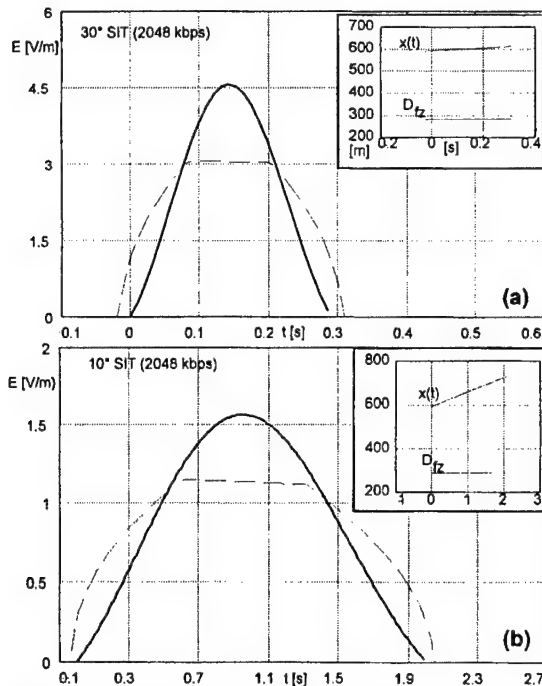 6
E [V/m]
30° SIT (2048 kbps)
4.5
3
1.5
0
0.1 0 0.1 0.2 0.3 0.4 0.5 0.6
t [s]
(a)
700
600
500
400
300
200
[m]
x(t)
D_fz
0.2 0 0.2 0.4
[s]
2
E [V/m]
10° SIT (2048 kbps)
1.5
1
0.5
0
0.1 0.3 0.7 1.1 1.5 2.0 2.3 2.7
t [s]
(b)
800
600
400
200
x(t)
D_fz
1 0 1 2 3